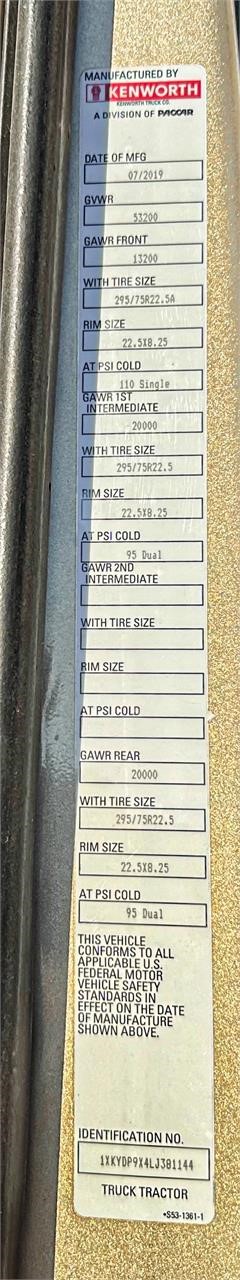 MANUFACTURED BY
KENWORTH
KENWORTH TRUCK CO.
A DIVISION OF PACCAR
DATE OF MFG
07/2019
GVWR
53200
GAWR FRONT
13200
WITH TIRE SIZE
295/75R22.5A
RIM SIZE
22.5X8.25
AT PSI COLD
110 Single
GAWR 1ST
INTERMEDIATE
20000
WITH TIRE SIZE
295/75R22.5
RIM SIZE
22.5X8.25
AT PSI COLD
95 Dual
GAWR 2ND
INTERMEDIATE
WITH TIRE SIZE
RIM SIZE
AT PSI COLD
GAWR REAR
20000
WITH TIRE SIZE
295/75R22.5
RIM SIZE
22.5X8.25
AT PSI COLD
95 Dual
THIS VEHICLE
CONFORMS TO ALL
APPLICABLE U.S.
FEDERAL MOTOR
VEHICLE SAFETY
STANDARDS IN
EFFECT ON THE DATE
OF MANUFACTURE
SHOWN ABOVE.
IDENTIFICATION NO.
1XKYDP9X4LJ381144
TRUCK TRACTOR
*S53-1361-1